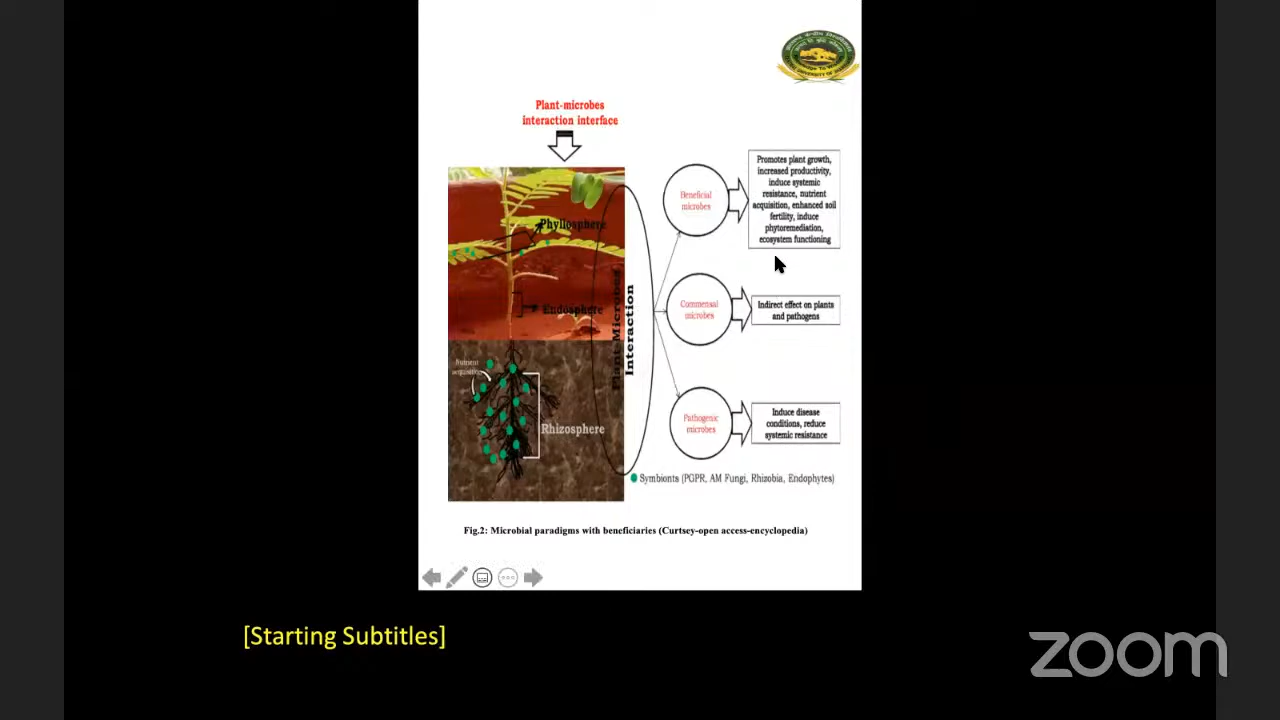 Plant-microbes
interaction interface
Phyllosphere
Endosphere
Nutrient
acquisition
Rhizosphere
Plant-Microbes
Interaction
Beneficial
microbes
Promotes plant growth,
increased productivity,
induce systemic
resistance, nutrient
acquisition, enhanced soil
fertility, induce
phytoremediation,
ecosystem functioning
Commensal
microbes
Indirect effect on plants
and pathogens
Pathogenic
microbes
Induce disease
conditions, reduce
systemic resistance
Symbionts (PGPR, AM Fungi, Rhizobia, Endophytes)
Fig.2: Microbial paradigms with beneficiaries (Curtsey-open access-encyclopedia)
[Starting Subtitles]
zoom